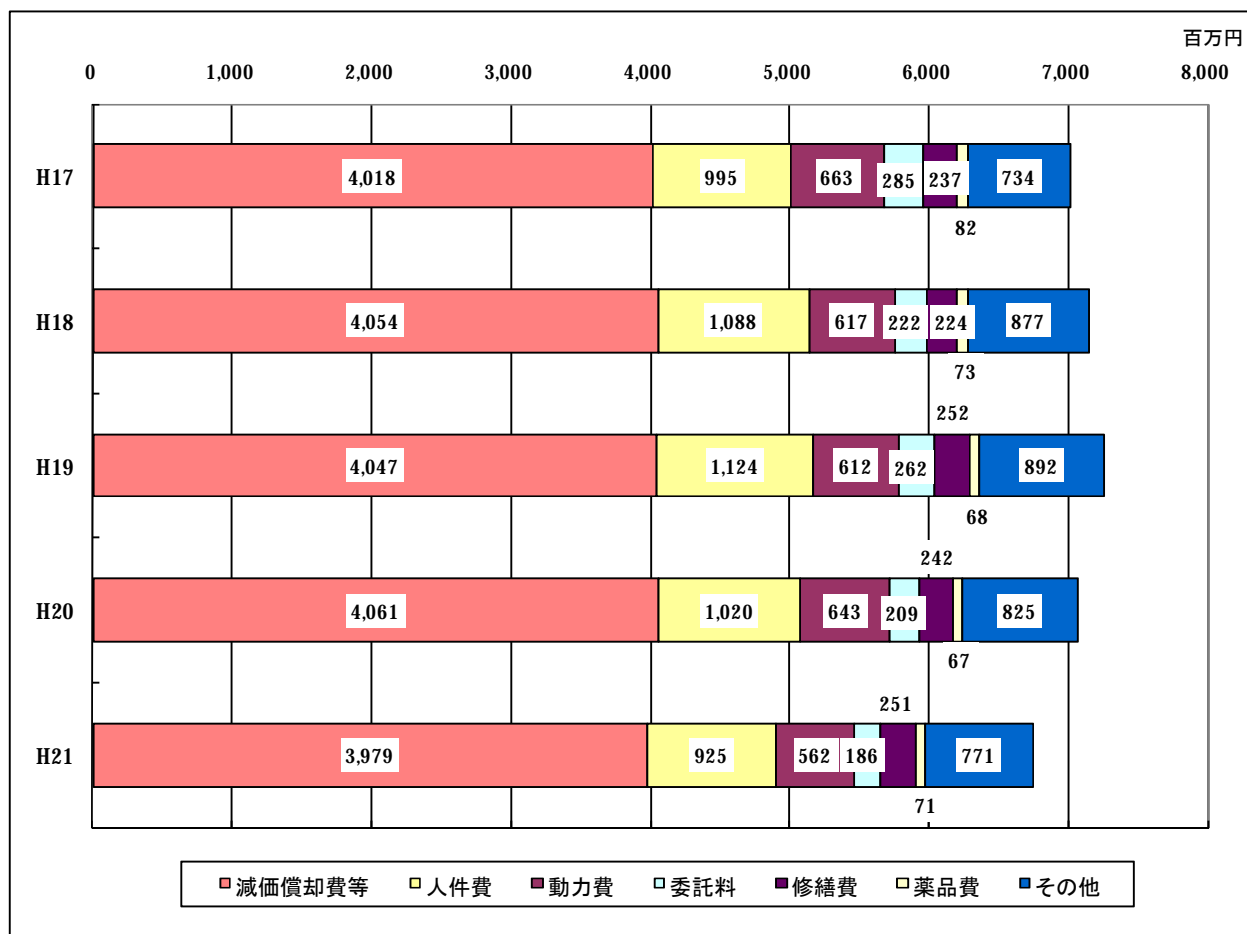 百万円
0 1,000 2,000 3,000 4,000 5,000 6,000 7,000 8,000
H17 4,018 995 663 285 237 734
82
H18 4,054 1,088 617 222 224 877
73
252
H19 4,047 1,124 612 262 892
68
242
H20 4,061 1,020 643 209 825
67
251
H21 3,979 925 562 186 771
71
減価償却費等 人件費 動力費 委託料 修繕費 薬品費 その他